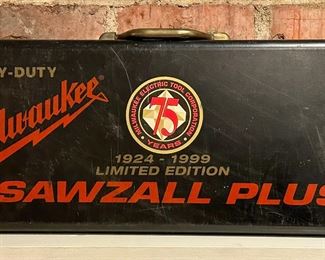 Y-DUTY
lwaukee
MILWAUKEE ELECTRIC TOOL CORPORATION
75
YEARS
1924 - 1999
LIMITED EDITION
SAWZALL PLUS